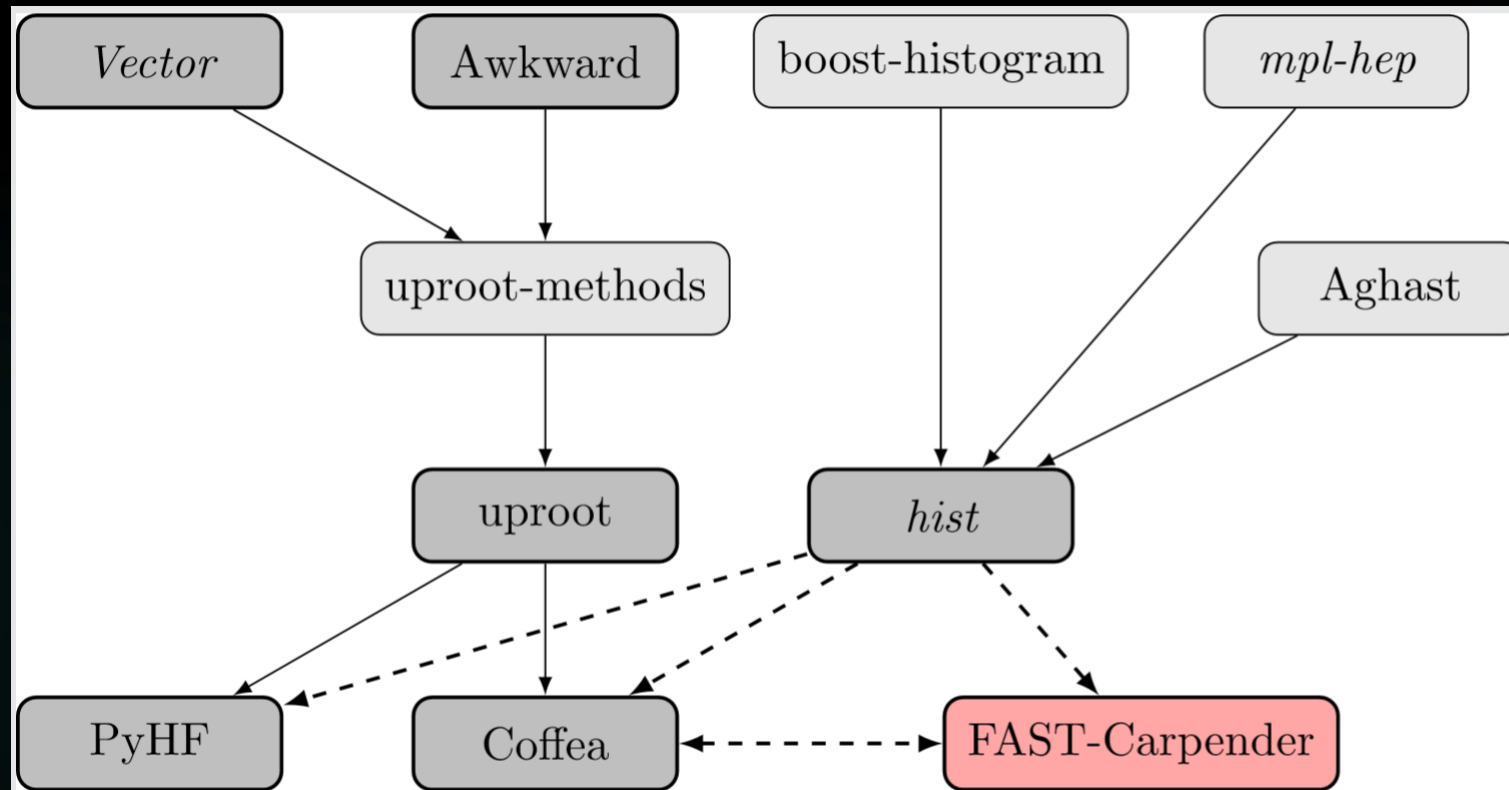 Vector
Awkward
boost-histogram
mpl-hep
uproot-methods
Aghast
uproot
hist
PyHF
Coffea
FAST-Carpender